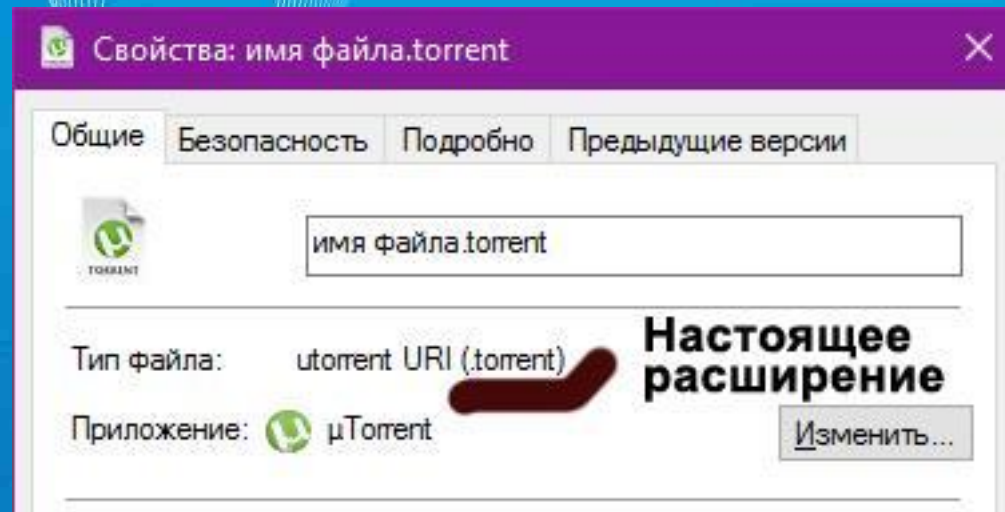 Свойства: имя файла.torrent
Общие Безопасность Подробно Предыдущие версии
TORRENT
имя файла.torrent
Тип файла: utorrent URI (.torrent)
Настоящее
расширение
Приложение: µTorrent
Изменить...